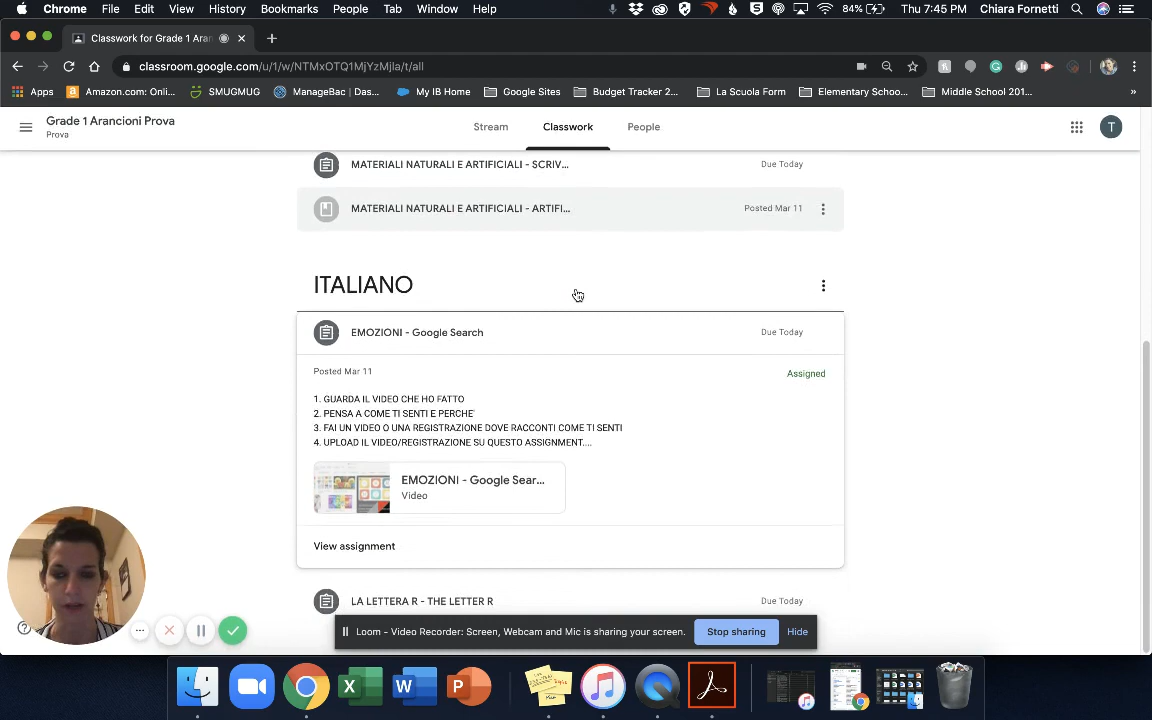 Chrome File Edit View History Bookmarks People Tab Window Help 84% Thu 7:45 PM Chiara Fornetti
Classwork for Grade 1 Aran
classroom.google.com/u/1/w/NTMxOTQ1MjYzMjla/t/all
Apps Amazon.com: Onli... SMUGMUG ManageBac | Das... My IB Home Google Sites Budget Tracker 2... La Scuola Form Elementary Schoo... Middle School 201... »
Grade 1 Arancioni Prova
Prova
Stream Classwork People T
MATERIALI NATURALI E ARTIFICIALI - SCRIV... Due Today
MATERIALI NATURALI E ARTIFICIALI - ARTIFI... Posted Mar 11
ITALIANO
EMOZIONI - Google Search Due Today
Posted Mar 11 Assigned
1. GUARDA IL VIDEO CHE HO FATTO
2. PENSA A COME TI SENTI E PERCHE'
3. FAI UN VIDEO O UNA REGISTRAZIONE DOVE RACCONTI COME TI SENTI
4. UPLOAD IL VIDEO/REGISTRAZIONE SU QUESTO ASSIGNMENT....
EMOZIONI - Google Sear...
Video
View assignment
LA LETTERA R - THE LETTER R Due Today
Loom - Video Recorder: Screen, Webcam and Mic is sharing your screen. Stop sharing Hide
X W P